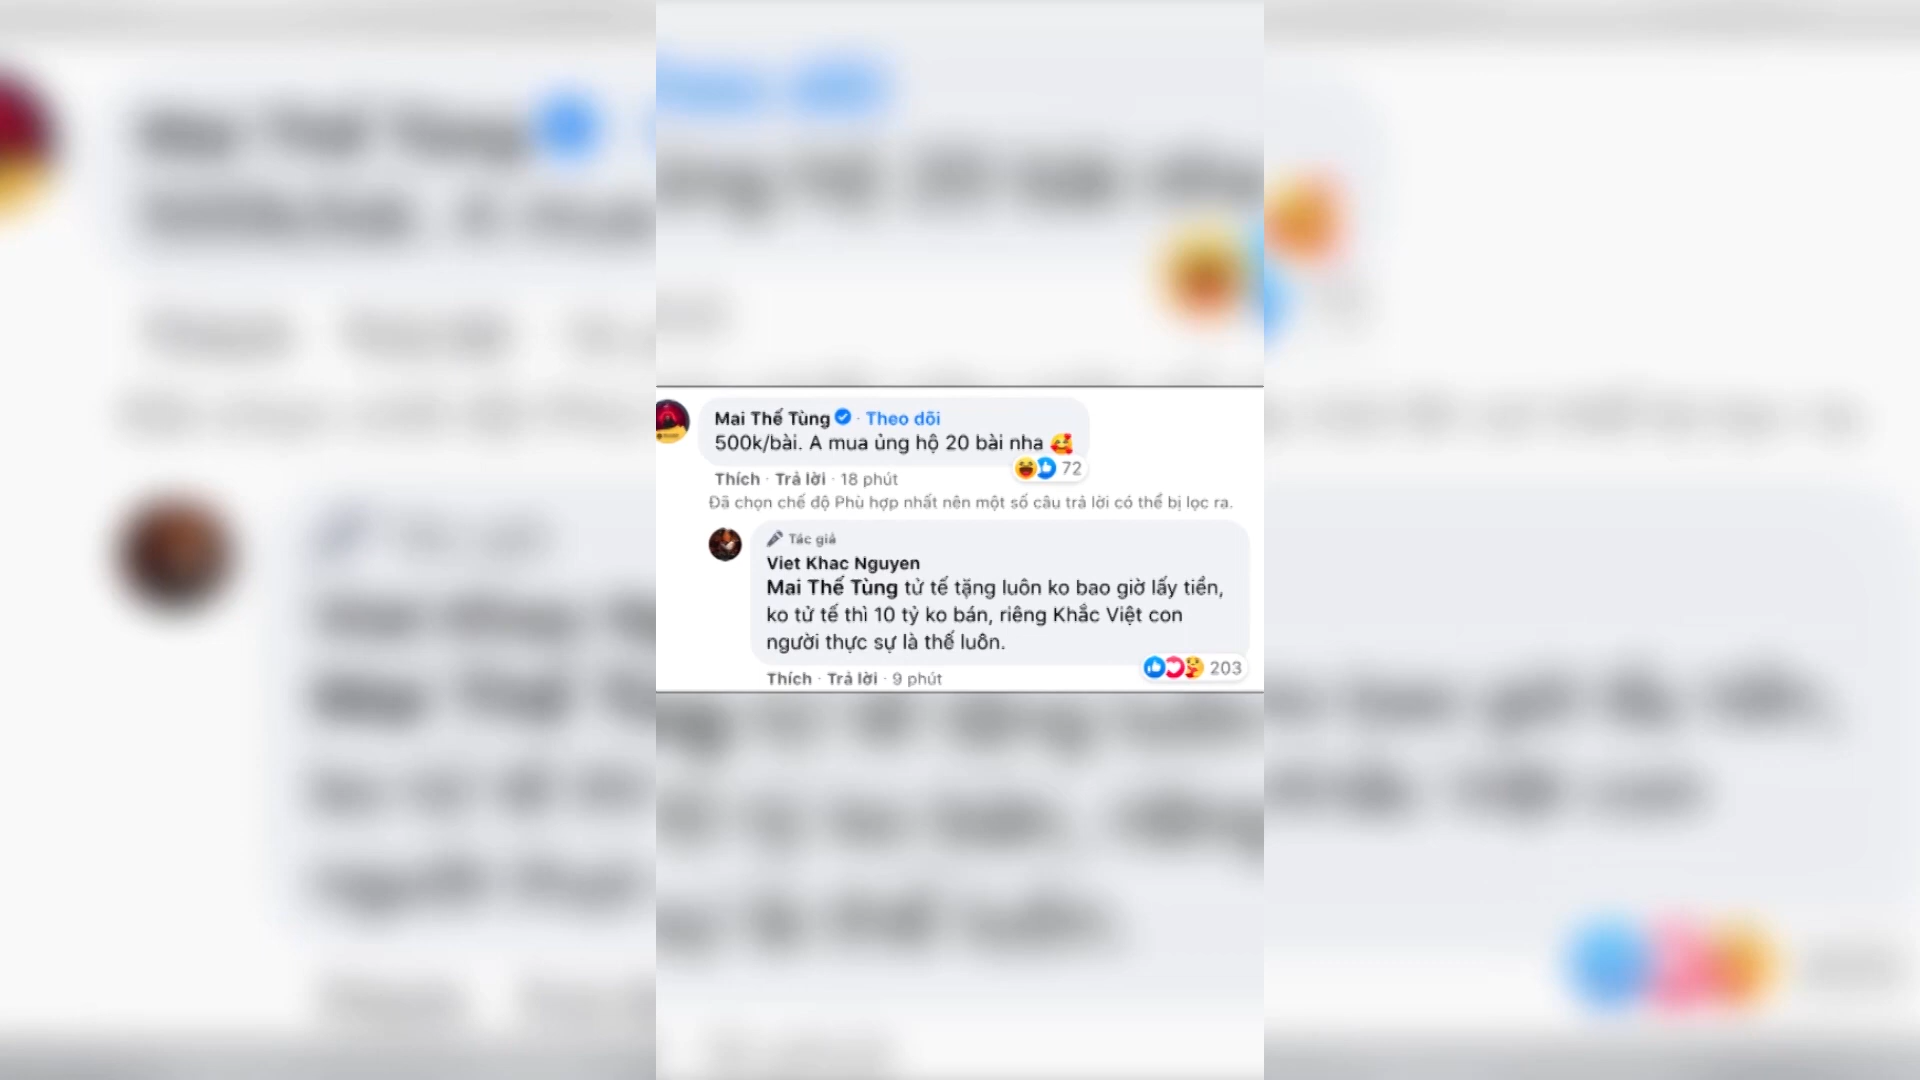 Mai Thế Tùng · Theo dõi
500k/bài. A mua ủng hộ 20 bài nha 🥰
72
Thích · Trả lời · 18 phút
Đã chọn chế độ Phù hợp nhất nên một số câu trả lời có thể bị lọc ra.
Tác giả
Viet Khac Nguyen
Mai Thế Tùng tử tế tặng luôn ko bao giờ lấy tiền,
ko tử tế thì 10 tỷ ko bán, riêng Khắc Việt con
người thực sự là thế luôn.
203
Thích · Trả lời · 9 phút